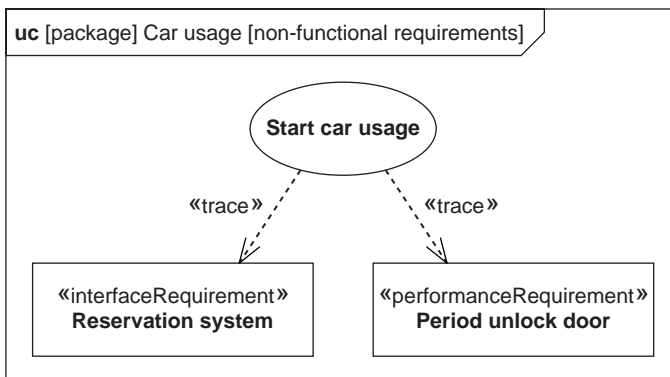 uc [package] Car usage [non-functional requirements]
Start car usage
«trace» «trace»
«interfaceRequirement»
Reservation system
«performanceRequirement»
Period unlock door